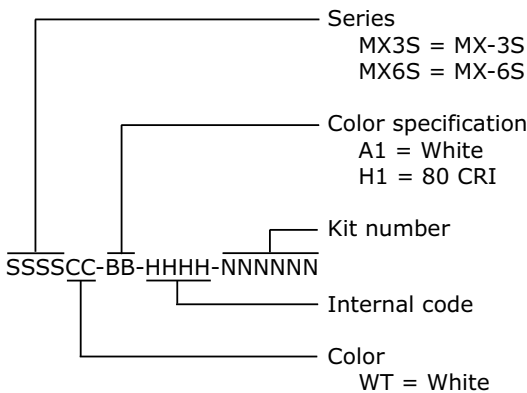 Series
MX3S = MX-3S
MX6S = MX-6S
Color specification
A1 = White
H1 = 80 CRI
Kit number
SSSSCC-BB-HHHH-NNNNNN
Internal code
Color
WT = White